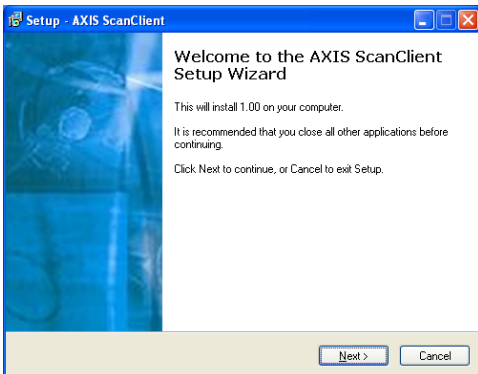 Setup - AXIS ScanClient
Welcome to the AXIS ScanClient
Setup Wizard
This will install 1.00 on your computer.
It is recommended that you close all other applications before
continuing.
Click Next to continue, or Cancel to exit Setup.
Next >
Cancel